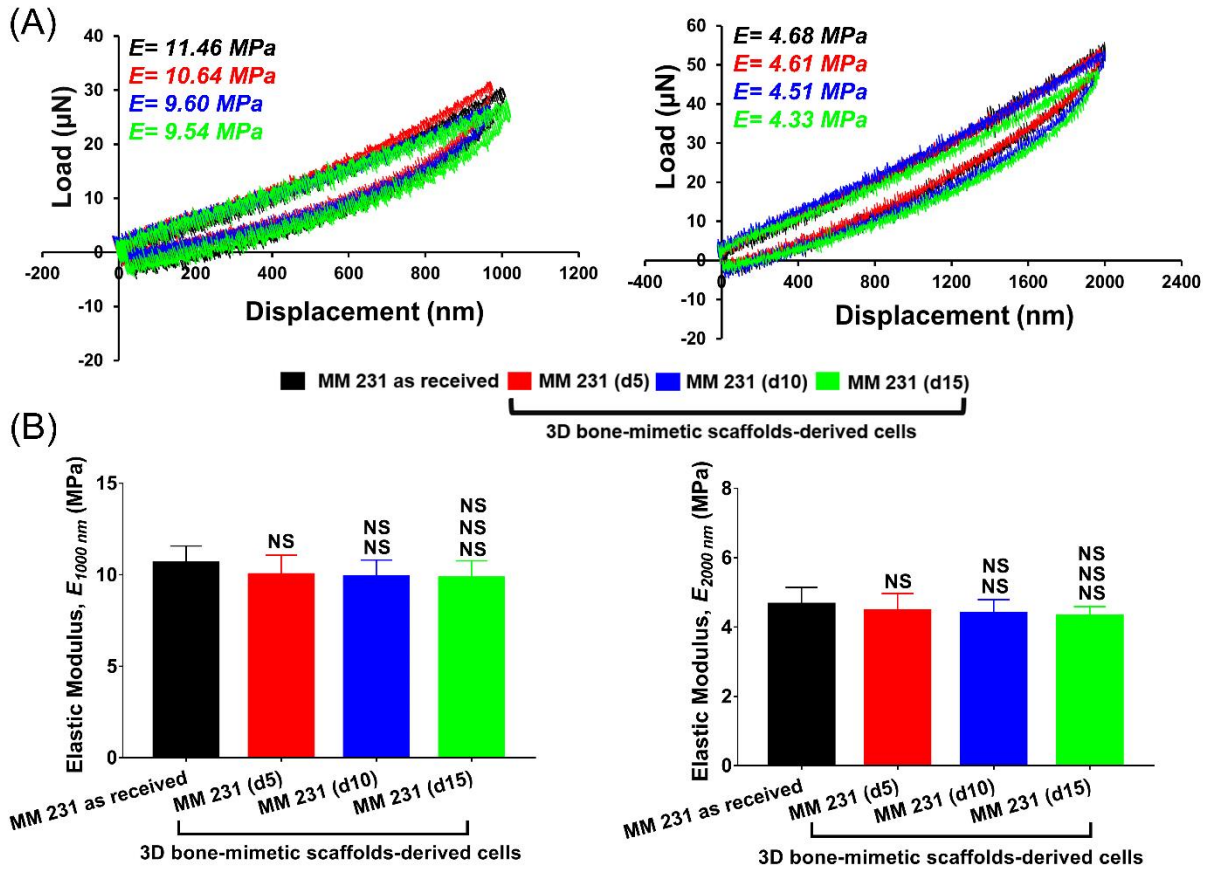 (A)
40
30
20
10
0
-10
-20
-200
0
200
400
600
800
1000
1200
Load (µN)
Displacement (nm)
E= 11.46 MPa
E= 10.64 MPa
E= 9.60 MPa
E= 9.54 MPa
60
50
40
30
20
10
0
-10
-20
-400
0
400
800
1200
1600
2000
2400
Load (µN)
Displacement (nm)
E= 4.68 MPa
E= 4.61 MPa
E= 4.51 MPa
E= 4.33 MPa
MM 231 as received MM 231 (d5) MM 231 (d10) MM 231 (d15)
3D bone-mimetic scaffolds-derived cells
(B)
Elastic Modulus, E1000 nm (MPa)
15
10
5
0
NS
NS
NS
NS
NS
NS
MM 231 as received
MM 231 (d5)
MM 231 (d10)
MM 231 (d15)
3D bone-mimetic scaffolds-derived cells
Elastic Modulus, E2000 nm (MPa)
8
6
4
2
0
NS
NS
NS
NS
NS
NS
MM 231 as received
MM 231 (d5)
MM 231 (d10)
MM 231 (d15)
3D bone-mimetic scaffolds-derived cells